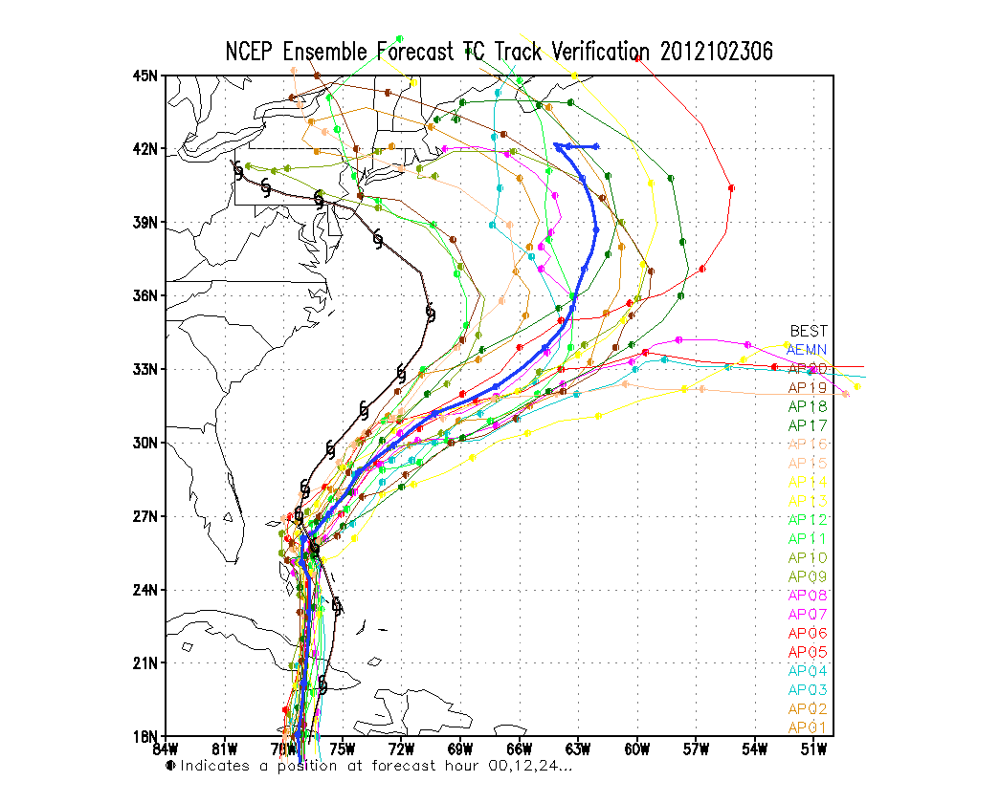 NCEP Ensemble Forecast TC Track Verification 2012102306
45N
42N
39N
36N
33N
30N
27N
24N
21N
18N
BEST
AEMN
AP20
AP19
AP18
AP17
AP16
AP15
AP14
AP13
AP12
AP11
AP10
AP09
AP08
AP07
AP06
AP05
AP04
AP03
AP02
AP01
84W 81W 78W 75W 72W 69W 66W 63W 60W 57W 54W 51W
Indicates a position at forecast hour 00,12,24...